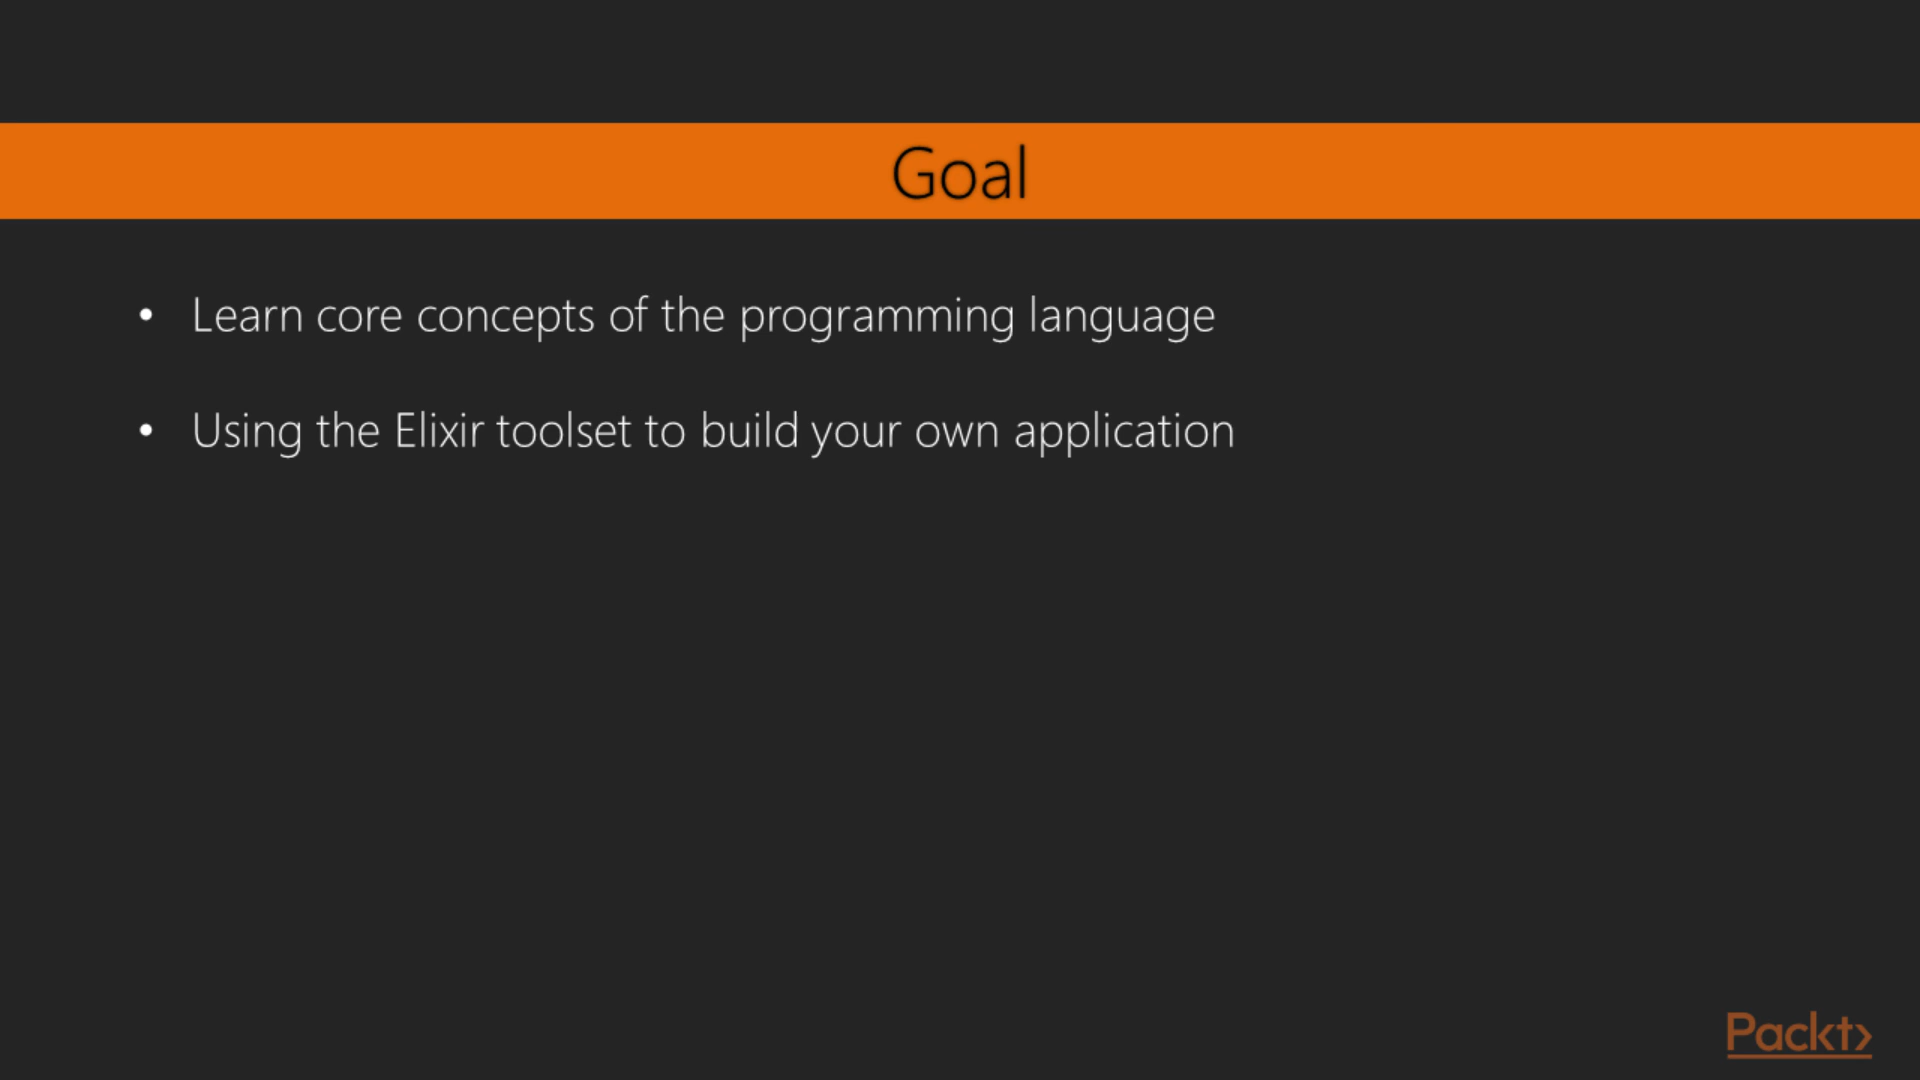 Goal
• Learn core concepts of the programming language
• Using the Elixir toolset to build your own application
Packt>